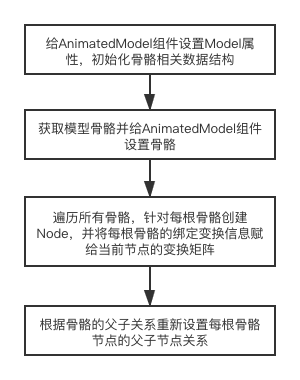 给AnimatedModel组件设置Model属
性，初始化骨骼相关数据结构
获取模型骨骼并给AnimatedModel组件
设置骨骼
遍历所有骨骼，针对每根骨骼创建
Node，并将每根骨骼的绑定变换信息赋
给当前节点的变换矩阵
根据骨骼的父子关系重新设置每根骨骼
节点的父子节点关系